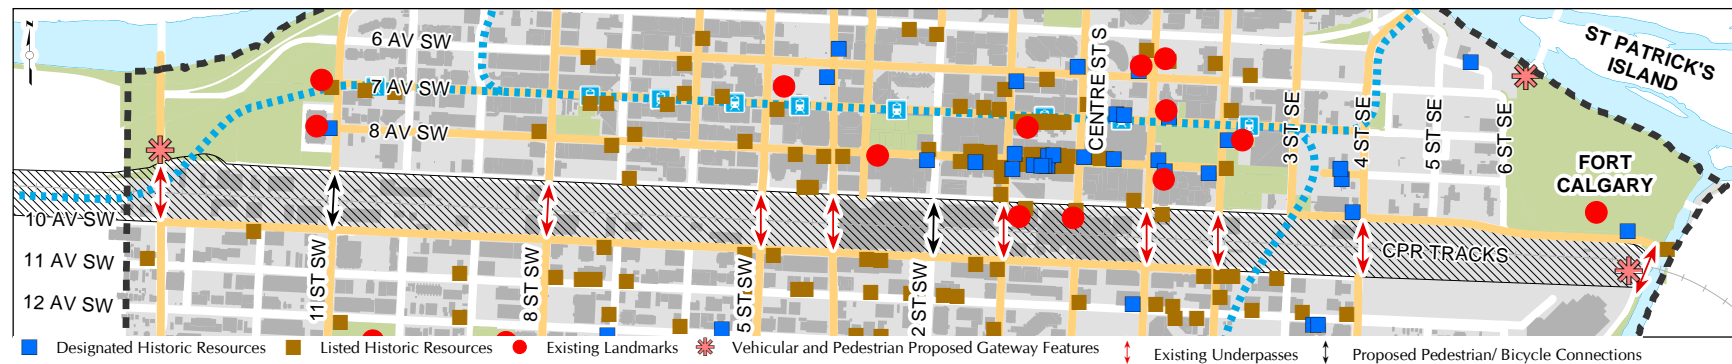 N
6 AV SW
7 AV SW
8 AV SW
10 AV SW
11 AV SW
12 AV SW
11 ST SW
8 ST SW
5 ST SW
2 ST SW
CENTRE ST S
3 ST SE
4 ST SE
5 ST SE
6 ST SE
ST PATRICK'S
ISLAND
FORT
CALGARY
CPR TRACKS
Designated Historic Resources
Listed Historic Resources
Existing Landmarks
Vehicular and Pedestrian Proposed Gateway Features
Existing Underpasses
Proposed Pedestrian/ Bicycle Connections